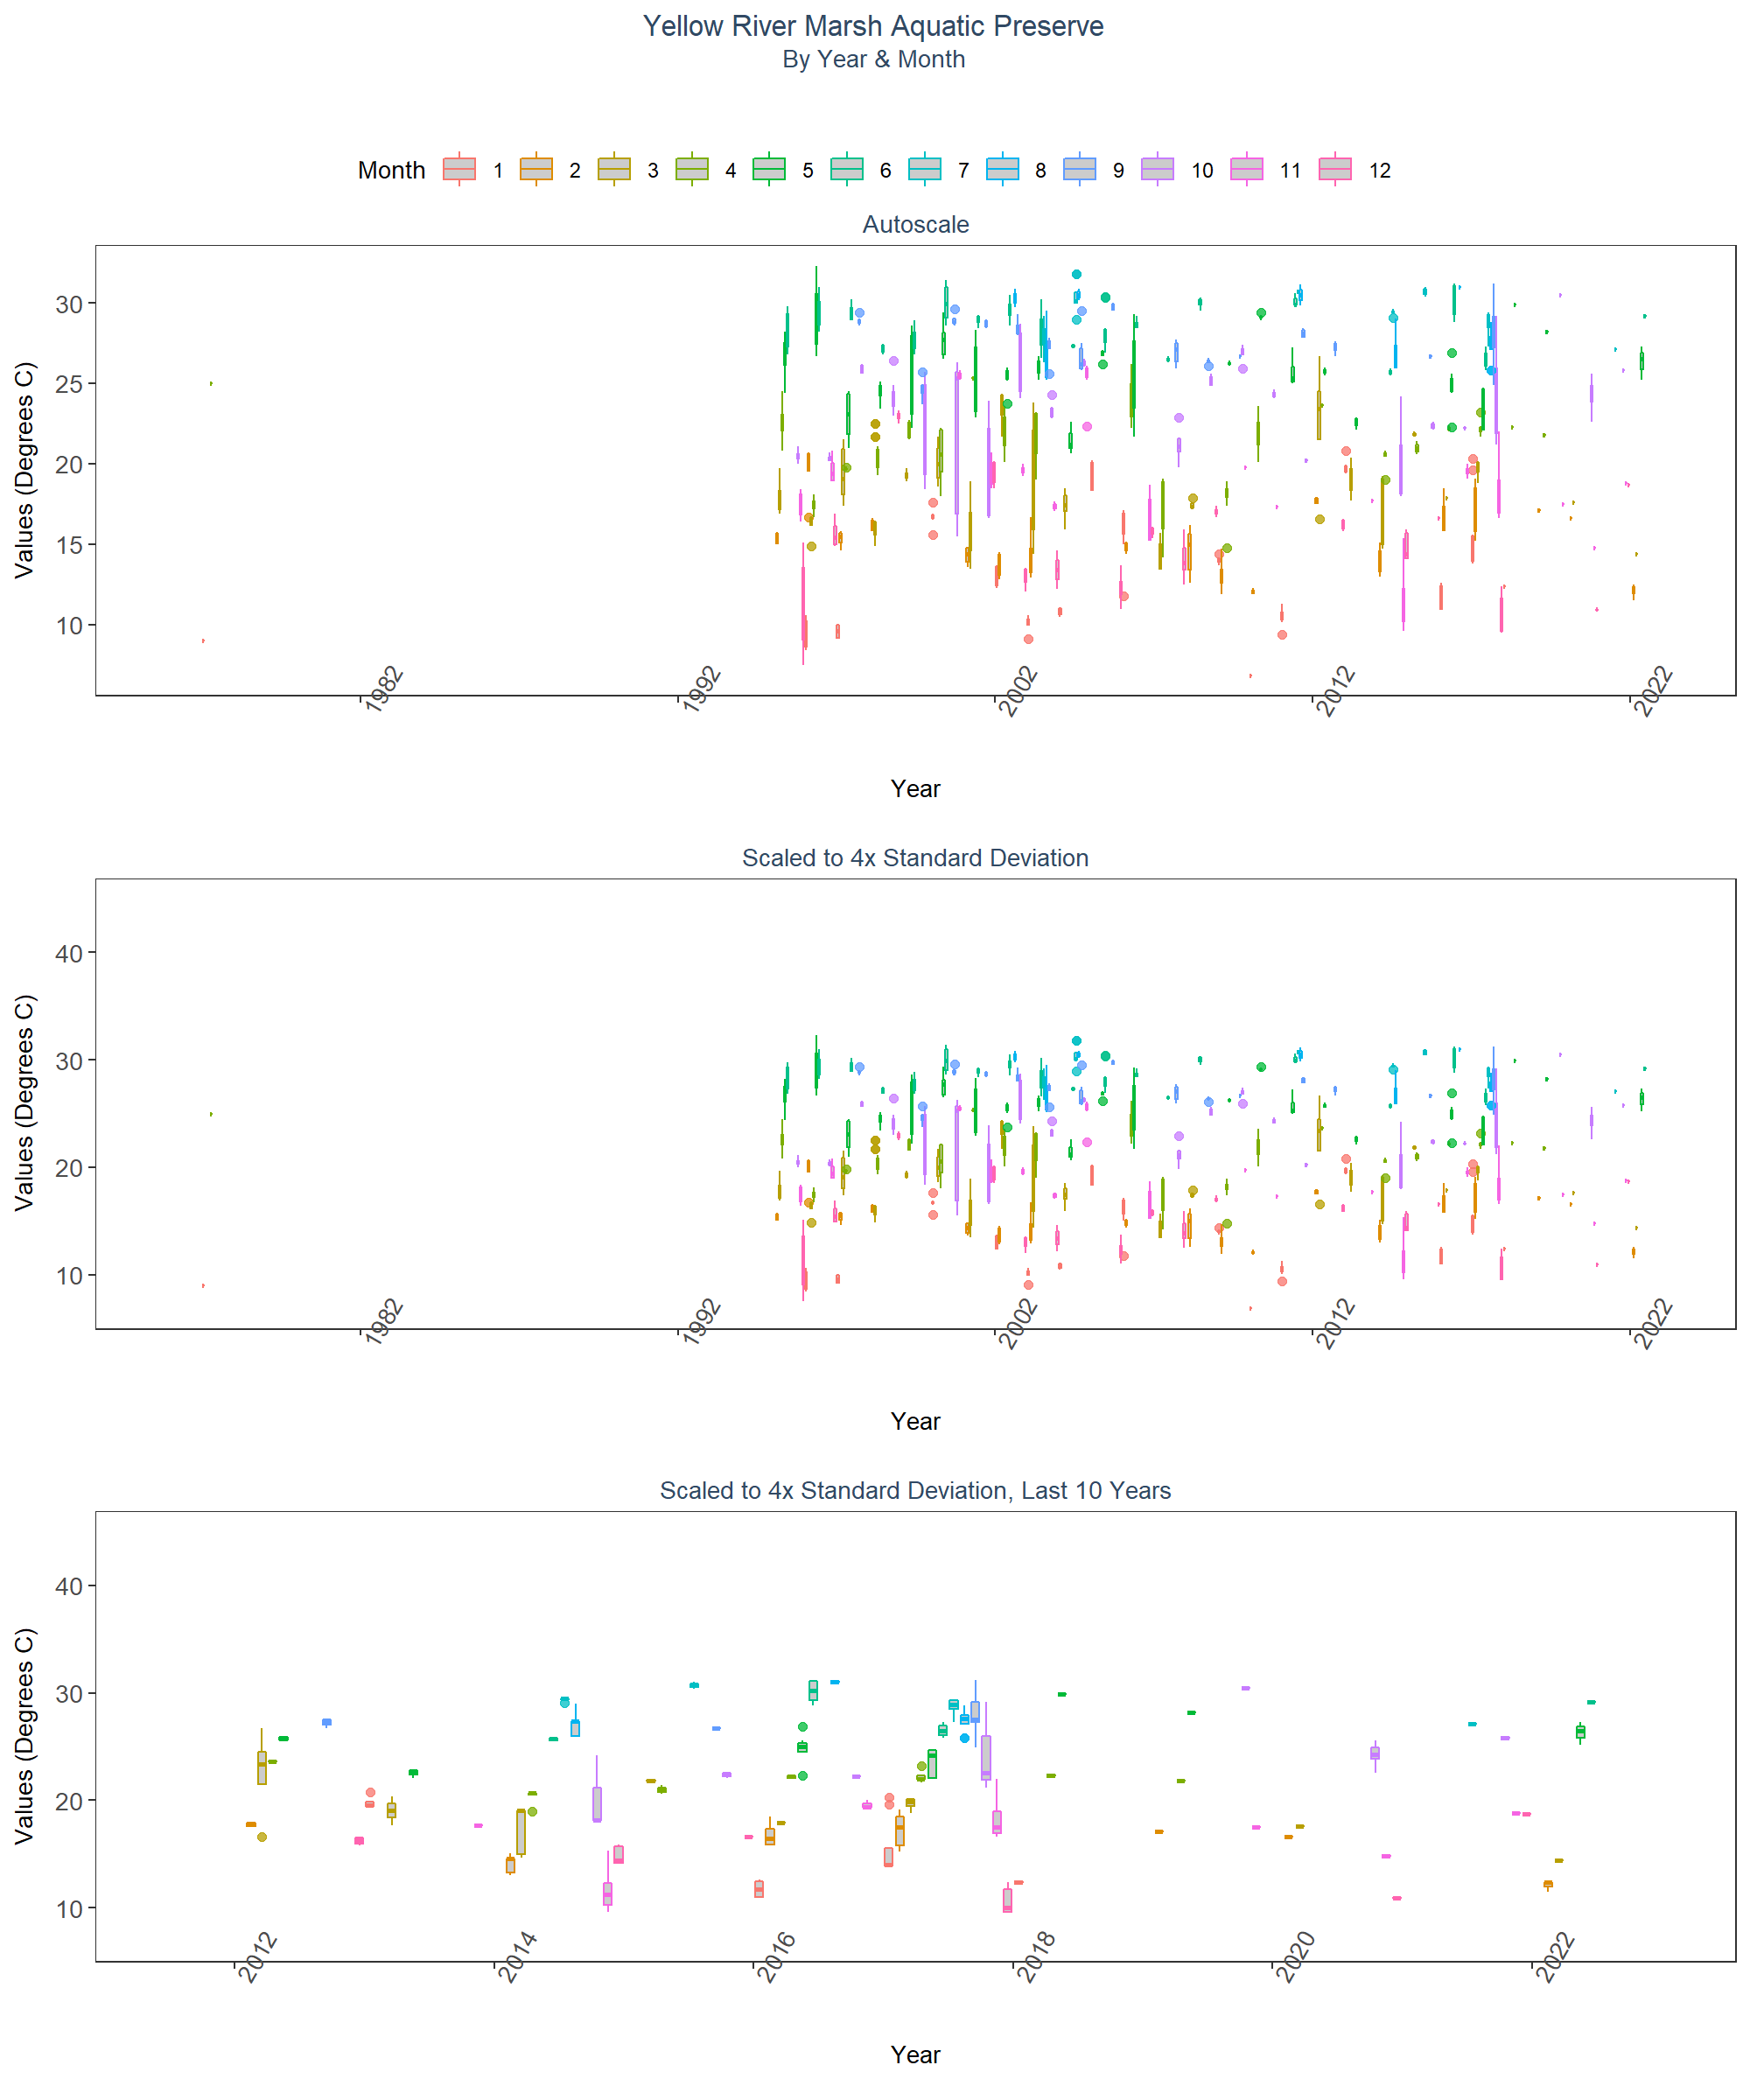 Yellow River Marsh Aquatic Preserve
By Year & Month
Month 1 2 3 4 5 6 7 8 9 10 11 12
Autoscale
Values (Degrees C)
30
25
20
15
10
1982 1992 2002 2012 2022
Year
Scaled to 4x Standard Deviation
Values (Degrees C)
40
30
20
10
1982 1992 2002 2012 2022
Year
Scaled to 4x Standard Deviation, Last 10 Years
Values (Degrees C)
40
30
20
10
2012 2014 2016 2018 2020 2022
Year